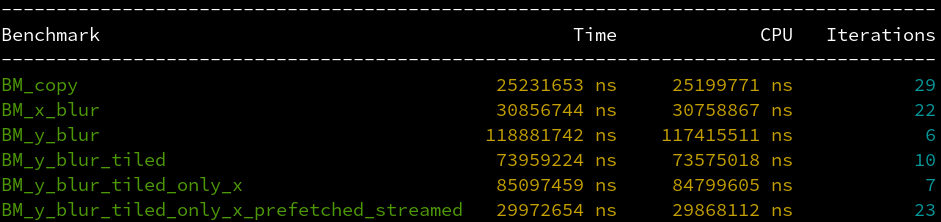 Benchmark Time CPU Iterations
BM_copy 25231653 ns 25199771 ns 29
BM_x_blur 30856744 ns 30758867 ns 22
BM_y_blur 118881742 ns 117415511 ns 6
BM_y_blur_tiled 73959224 ns 73575018 ns 10
BM_y_blur_tiled_only_x 85097459 ns 84799605 ns 7
BM_y_blur_tiled_only_x_prefetched_streamed 29972654 ns 29868112 ns 23